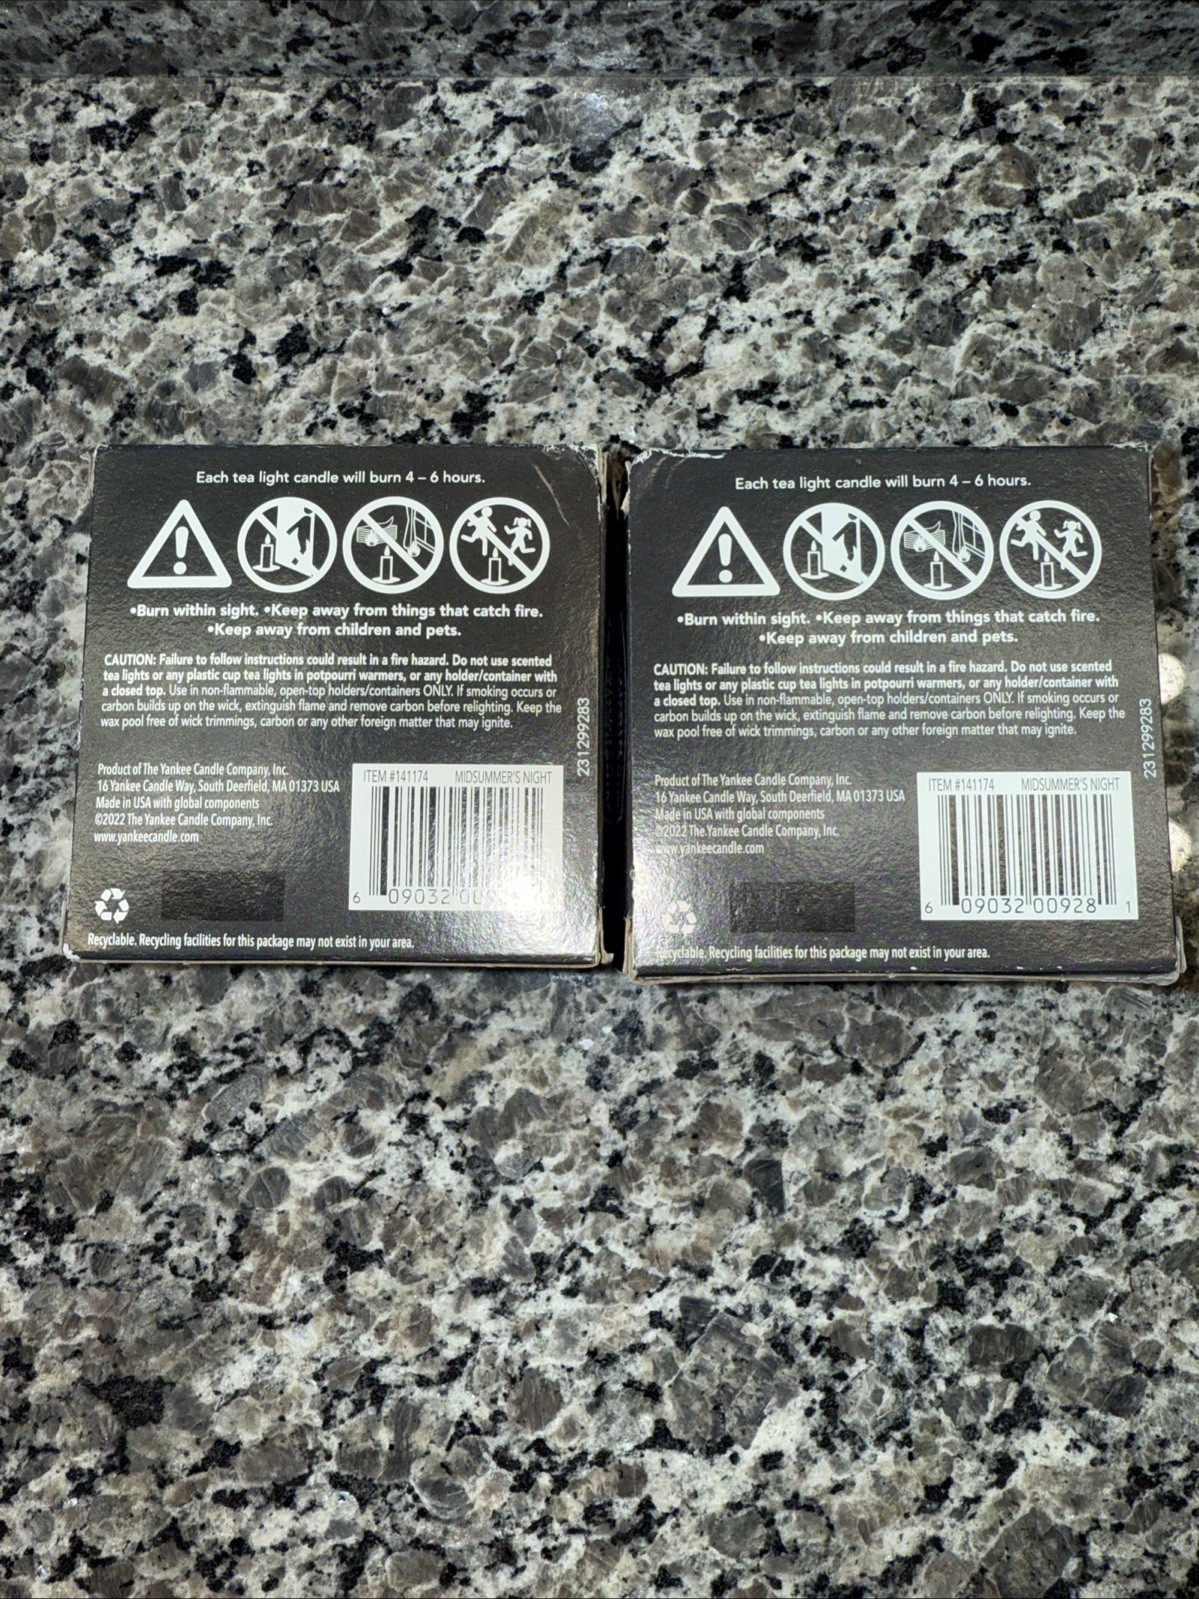 Each tea light candle will burn 4 – 6 hours.
•Burn within sight. •Keep away from things that catch fire.
•Keep away from children and pets.
CAUTION: Failure to follow instructions could result in a fire hazard. Do not use scented
tea lights or any plastic cup tea lights in potpourri warmers, or any holder/container with
a closed top. Use in non-flammable, open-top holders/containers ONLY. If smoking occurs or
carbon builds up on the wick, extinguish flame and remove carbon before relighting. Keep the
wax pool free of wick trimmings, carbon or any other foreign matter that may ignite.
231299283
Product of The Yankee Candle Company, Inc.
16 Yankee Candle Way, South Deerfield, MA 01373 USA
Made in USA with global components
©2022 The Yankee Candle Company, Inc.
www.yankeecandle.com
ITEM #141174 MIDSUMMER'S NIGHT
6 09032
Recyclable. Recycling facilities for this package may not exist in your area.
Each tea light candle will burn 4 – 6 hours.
•Burn within sight. •Keep away from things that catch fire.
•Keep away from children and pets.
CAUTION: Failure to follow instructions could result in a fire hazard. Do not use scented
tea lights or any plastic cup tea lights in potpourri warmers, or any holder/container with
a closed top. Use in non-flammable, open-top holders/containers ONLY. If smoking occurs or
carbon builds up on the wick, extinguish flame and remove carbon before relighting. Keep the
wax pool free of wick trimmings, carbon or any other foreign matter that may ignite.
231299283
Product of The Yankee Candle Company, Inc.
16 Yankee Candle Way, South Deerfield, MA 01373 USA
Made in USA with global components
©2022 The Yankee Candle Company, Inc.
www.yankeecandle.com
ITEM #141174 MIDSUMMER'S NIGHT
6 09032 00928 1
Recyclable. Recycling facilities for this package may not exist in your area.